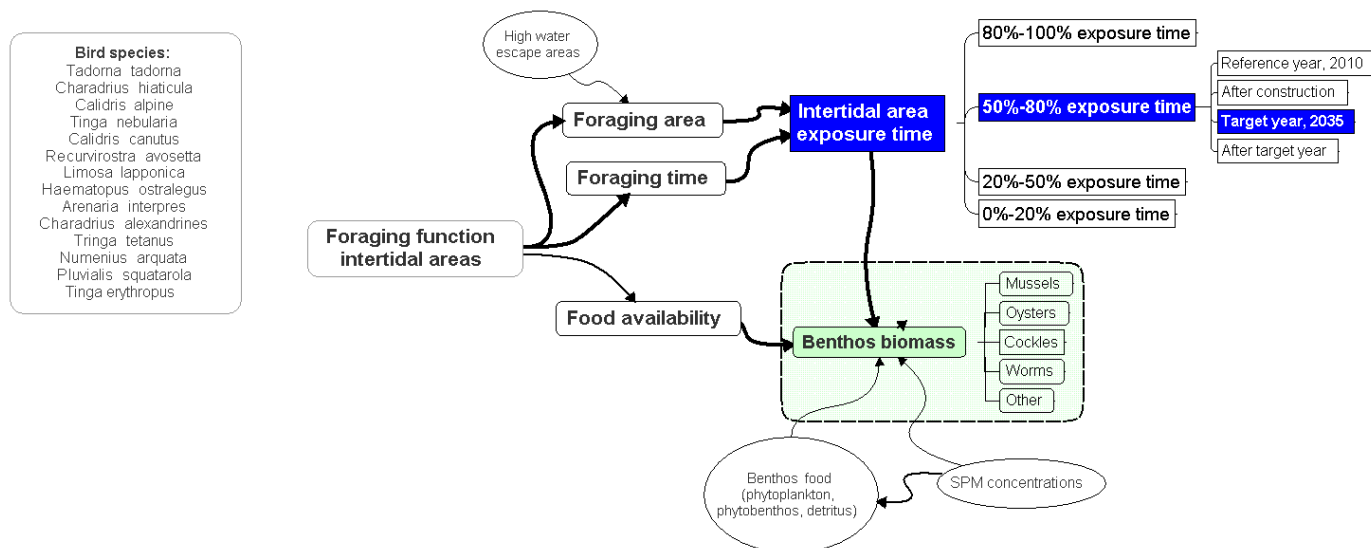 Bird species:
Tadorna tadorna
Charadrius hiaticula
Calidris alpine
Tinga nebularia
Calidris canutus
Recurvirostra avosetta
Limosa lapponica
Haematopus ostralegus
Arenaria interpres
Charadrius alexandrines
Tringa tetanus
Numenius arquata
Pluvialis squatarola
Tinga erythropus
High water
escape areas
Foraging area
Foraging time
Foraging function
intertidal areas
Food availability
Intertidal area
exposure time
80%-100% exposure time
50%-80% exposure time
Reference year, 2010
After construction
Target year, 2035
After target year
20%-50% exposure time
0%-20% exposure time
Benthos biomass
Mussels
Oysters
Cockles
Worms
Other
Benthos food
(phytoplankton,
phytobenthos, detritus)
SPM concentrations